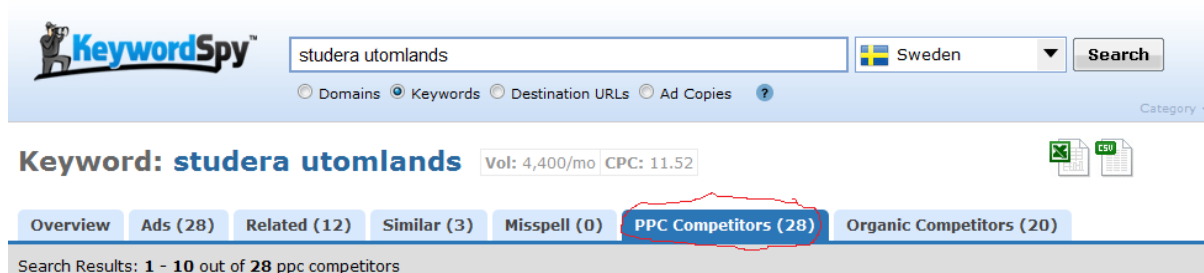 KeywordSpy™
studera utomlands
Sweden
Search
Domains Keywords Destination URLs Ad Copies ?
Category
Keyword: studera utomlands Vol: 4,400/mo CPC: 11.52
CSV
Overview Ads (28) Related (12) Similar (3) Misspell (0) PPC Competitors (28) Organic Competitors (20)
Search Results: 1 - 10 out of 28 ppc competitors